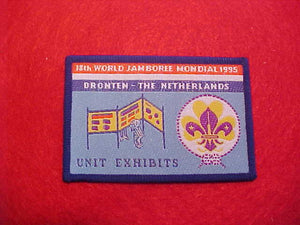 18th WORLD JAMBOREE MONDIAL 1995
DRONTEN - THE NETHERLANDS
UNIT EXHIBITS